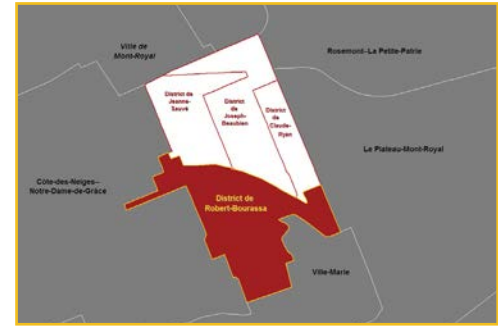 Ville de
Mont-Royal
Rosemont–La Petite-Patrie
District de
Jeanne-
Sauvé
District
de
Joseph-
Beaubien
District
de
Claude-
Ryan
Le Plateau-Mont-Royal
Côte-des-Neiges–
Notre-Dame-de-Grâce
District de
Robert-Bourassa
Ville-Marie